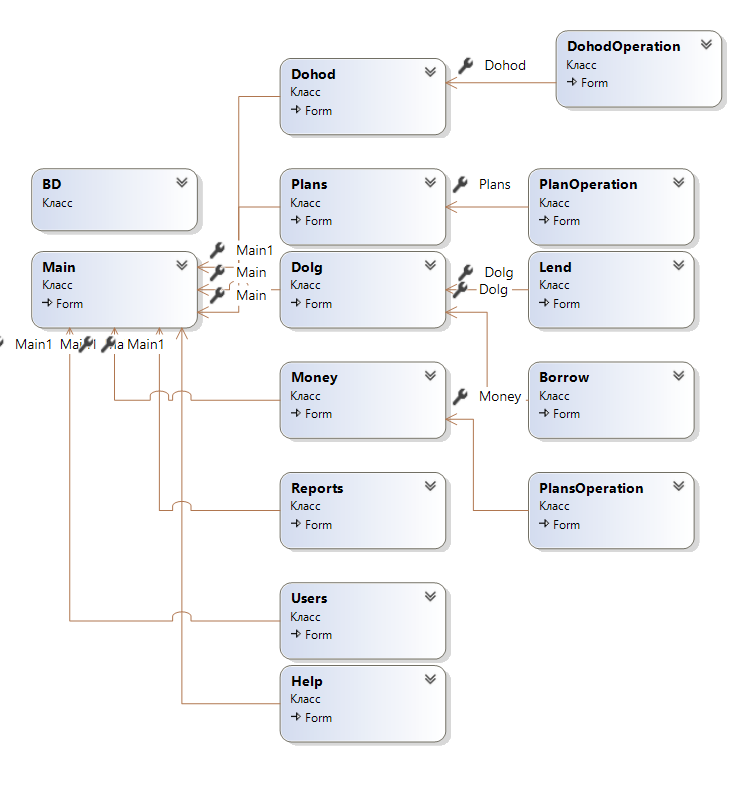 DohodOperation
Класс
Form
Dohod
Dohod
Класс
Form
BD
Класс
Plans
Класс
Form
Plans
PlanOperation
Класс
Form
Main1
Main
Main
Main
Класс
Form
Dolg
Класс
Form
Dolg
Dolg
Lend
Класс
Form
Main1
Main1
Money
Класс
Form
Money
Borrow
Класс
Form
Reports
Класс
Form
PlansOperation
Класс
Form
Users
Класс
Form
Help
Класс
Form